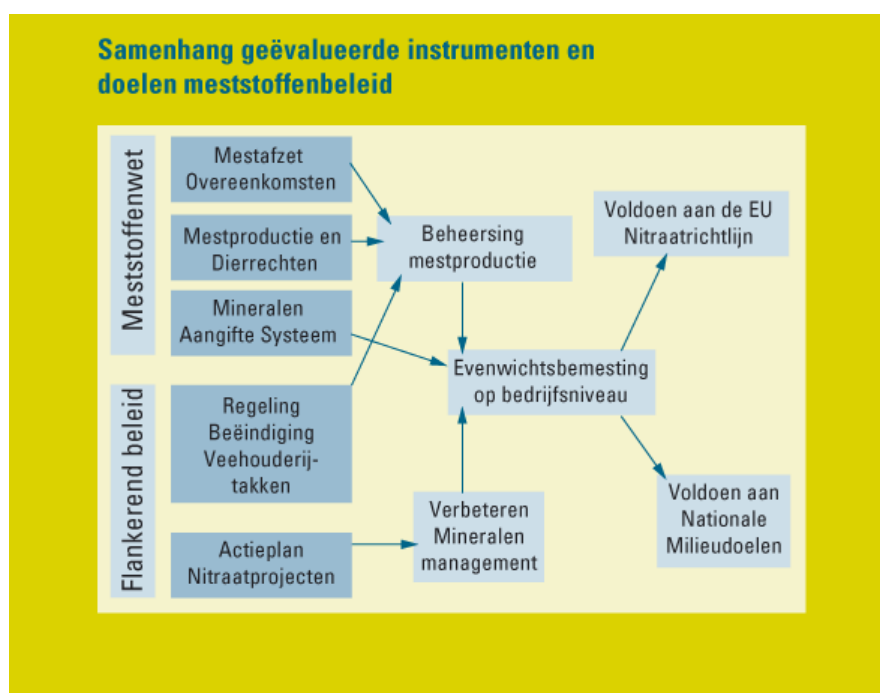 Samenhang geëvalueerde instrumenten en
doelen meststoffenbeleid
Meststoffenwet
Mestafzet
Overeenkomsten
Mestproductie en
Dierrechten
Mineralen
Aangifte Systeem
Flankerend beleid
Regeling
Beëindiging
Veehouderij-
takken
Actieplan
Nitraatprojecten
Beheersing
mestproductie
Evenwichtsbemesting
op bedrijfsniveau
Verbeteren
Mineralen
management
Voldoen aan de EU
Nitraatrichtlijn
Voldoen aan
Nationale
Milieudoelen